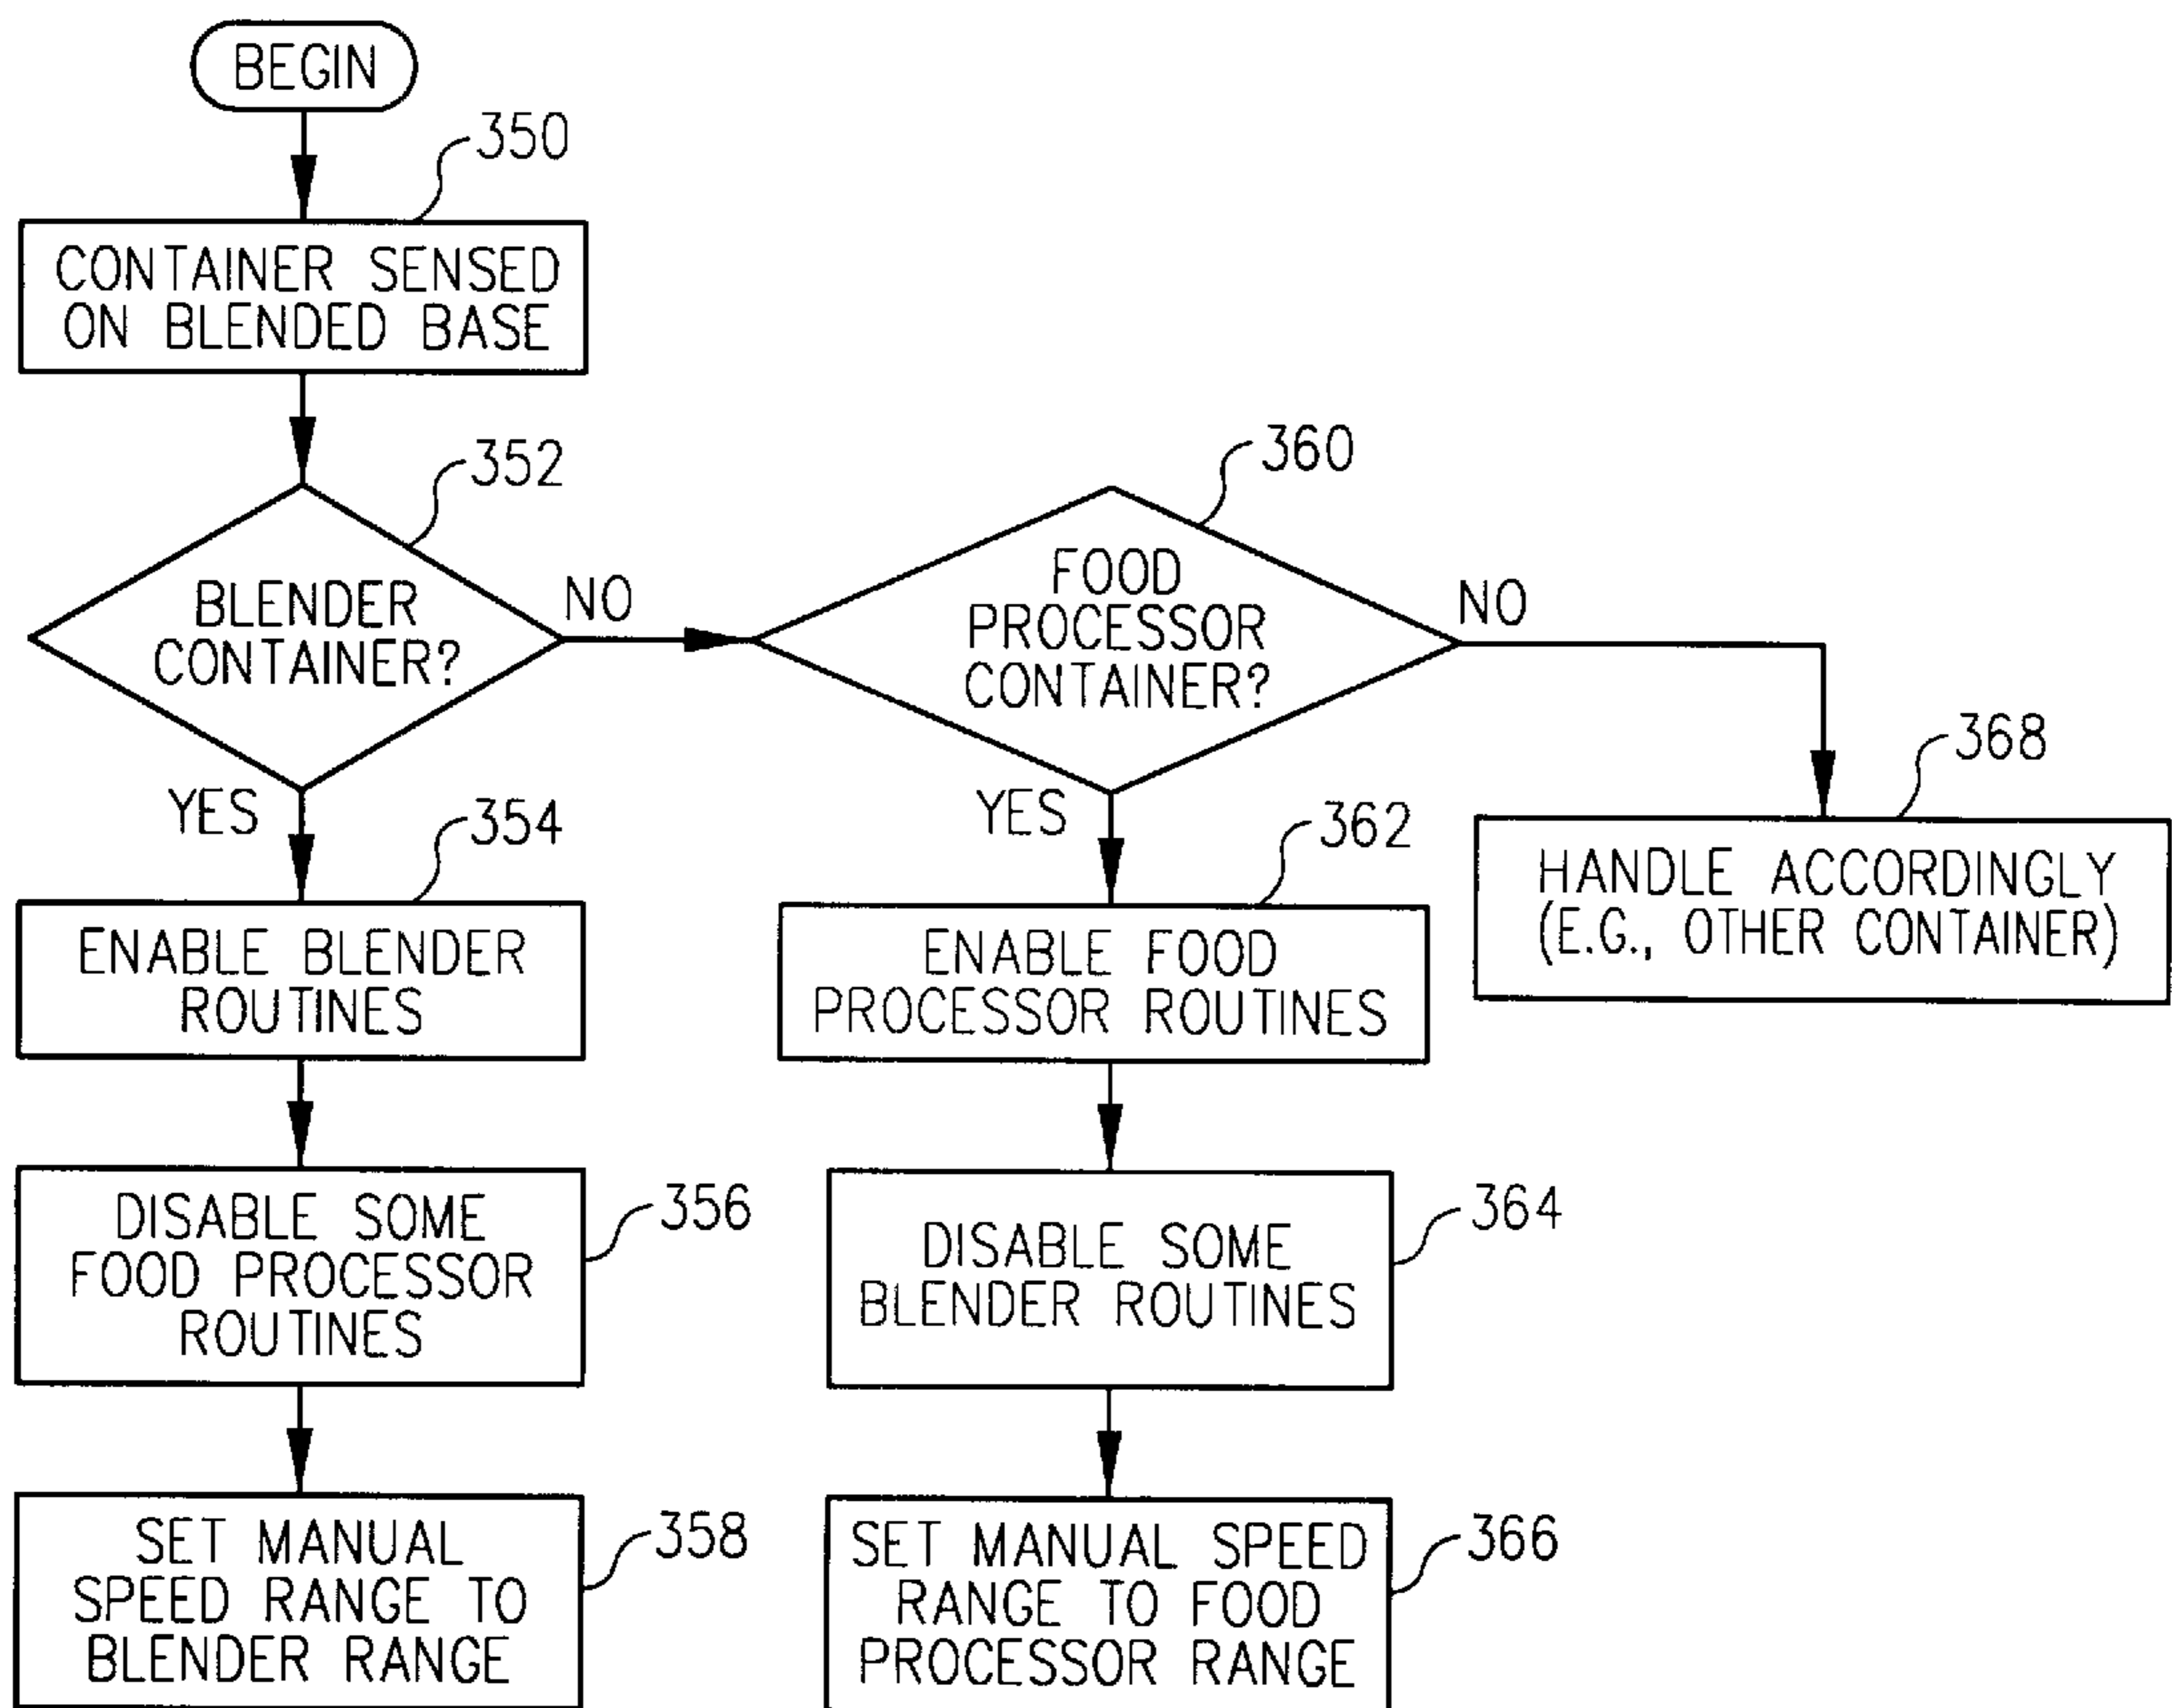 BEGIN
350
CONTAINER SENSED
ON BLENDED BASE
352
BLENDER
CONTAINER?
NO
YES
354
ENABLE BLENDER
ROUTINES
356
DISABLE SOME
FOOD PROCESSOR
ROUTINES
358
SET MANUAL
SPEED RANGE TO
BLENDER RANGE
360
FOOD
PROCESSOR
CONTAINER?
NO
YES
362
ENABLE FOOD
PROCESSOR ROUTINES
364
DISABLE SOME
BLENDER ROUTINES
366
SET MANUAL SPEED
RANGE TO FOOD
PROCESSOR RANGE
368
HANDLE ACCORDINGLY
(E.G., OTHER CONTAINER)